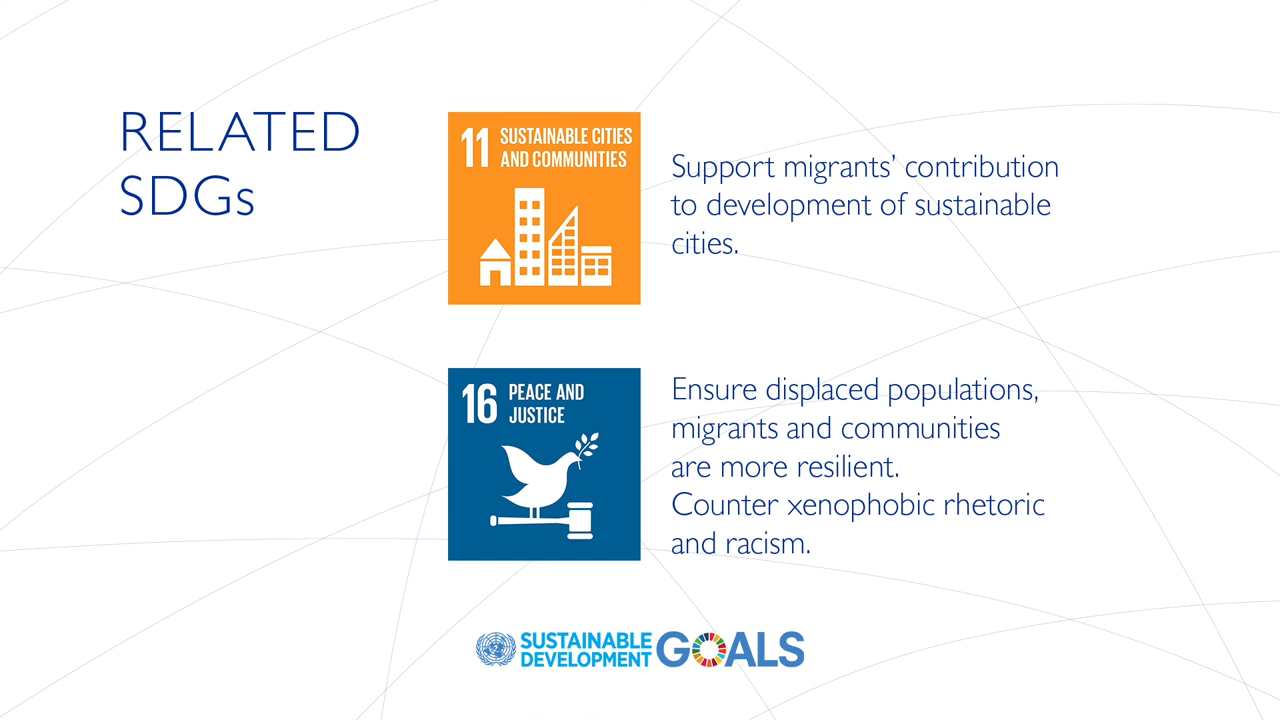 RELATED
SDGs
11 SUSTAINABLE CITIES
AND COMMUNITIES
Support migrants’ contribution
to development of sustainable
cities.
16 PEACE AND
JUSTICE
Ensure displaced populations,
migrants and communities
are more resilient.
Counter xenophobic rhetoric
and racism.
SUSTAINABLE
DEVELOPMENT GOALS